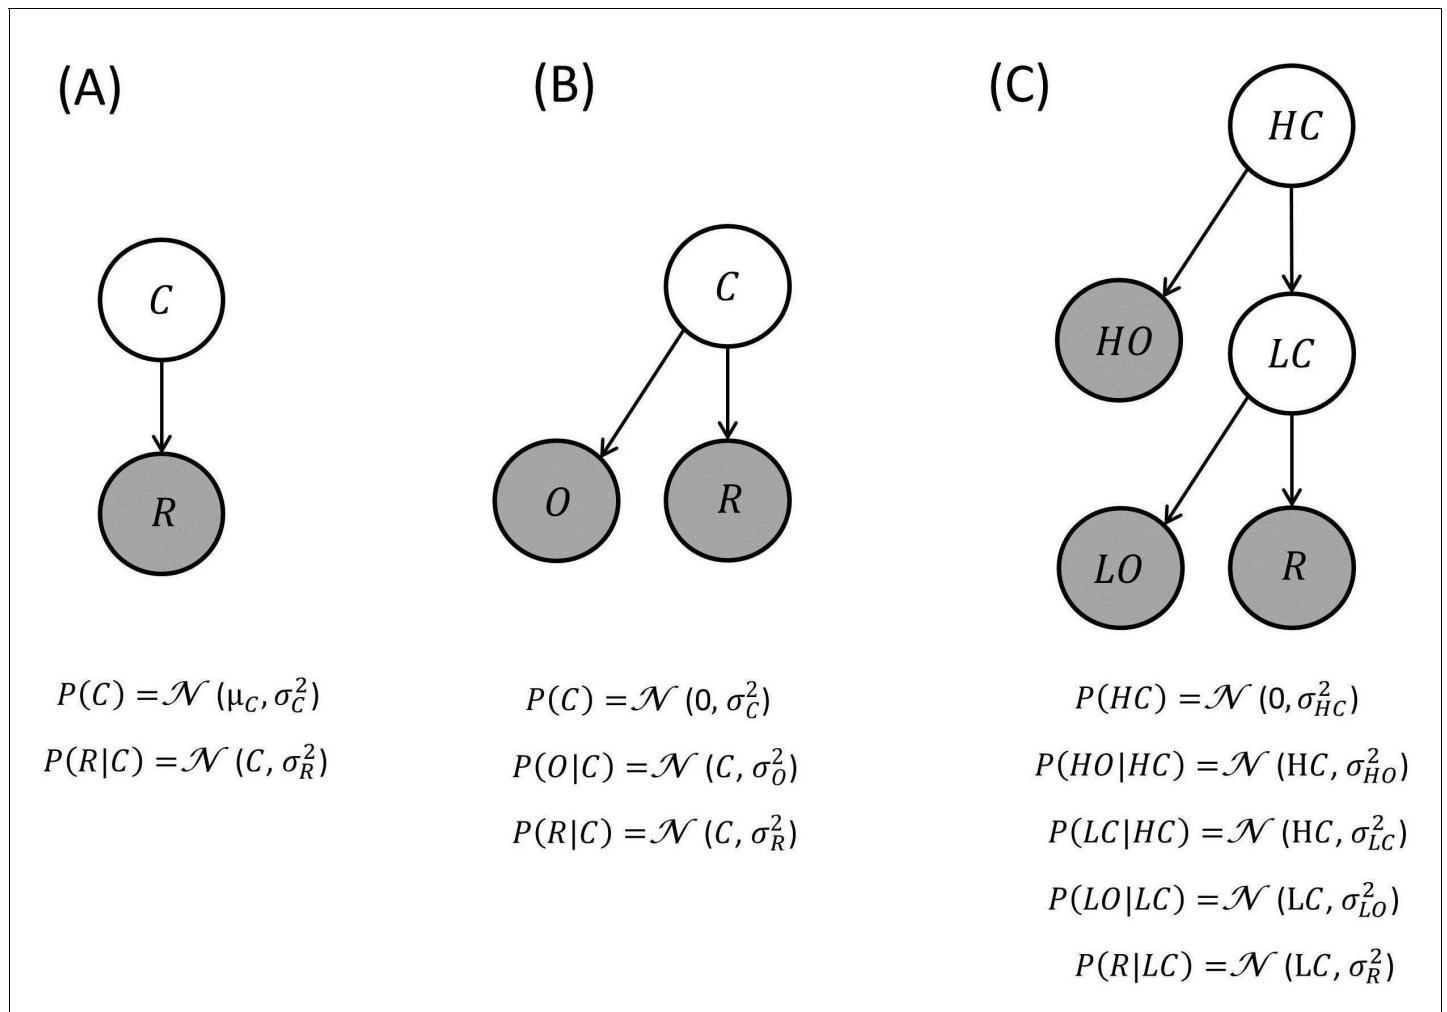 (A)
C
R
P(C) = 𝒩 (μ_C, σ_C^2)
P(R|C) = 𝒩 (C, σ_R^2)
(B)
C
O
R
P(C) = 𝒩 (0, σ_C^2)
P(O|C) = 𝒩 (C, σ_O^2)
P(R|C) = 𝒩 (C, σ_R^2)
(C)
HC
HO
LC
LO
R
P(HC) = 𝒩 (0, σ_HC^2)
P(HO|HC) = 𝒩 (HC, σ_HO^2)
P(LC|HC) = 𝒩 (HC, σ_LC^2)
P(LO|LC) = 𝒩 (LC, σ_LO^2)
P(R|LC) = 𝒩 (LC, σ_R^2)